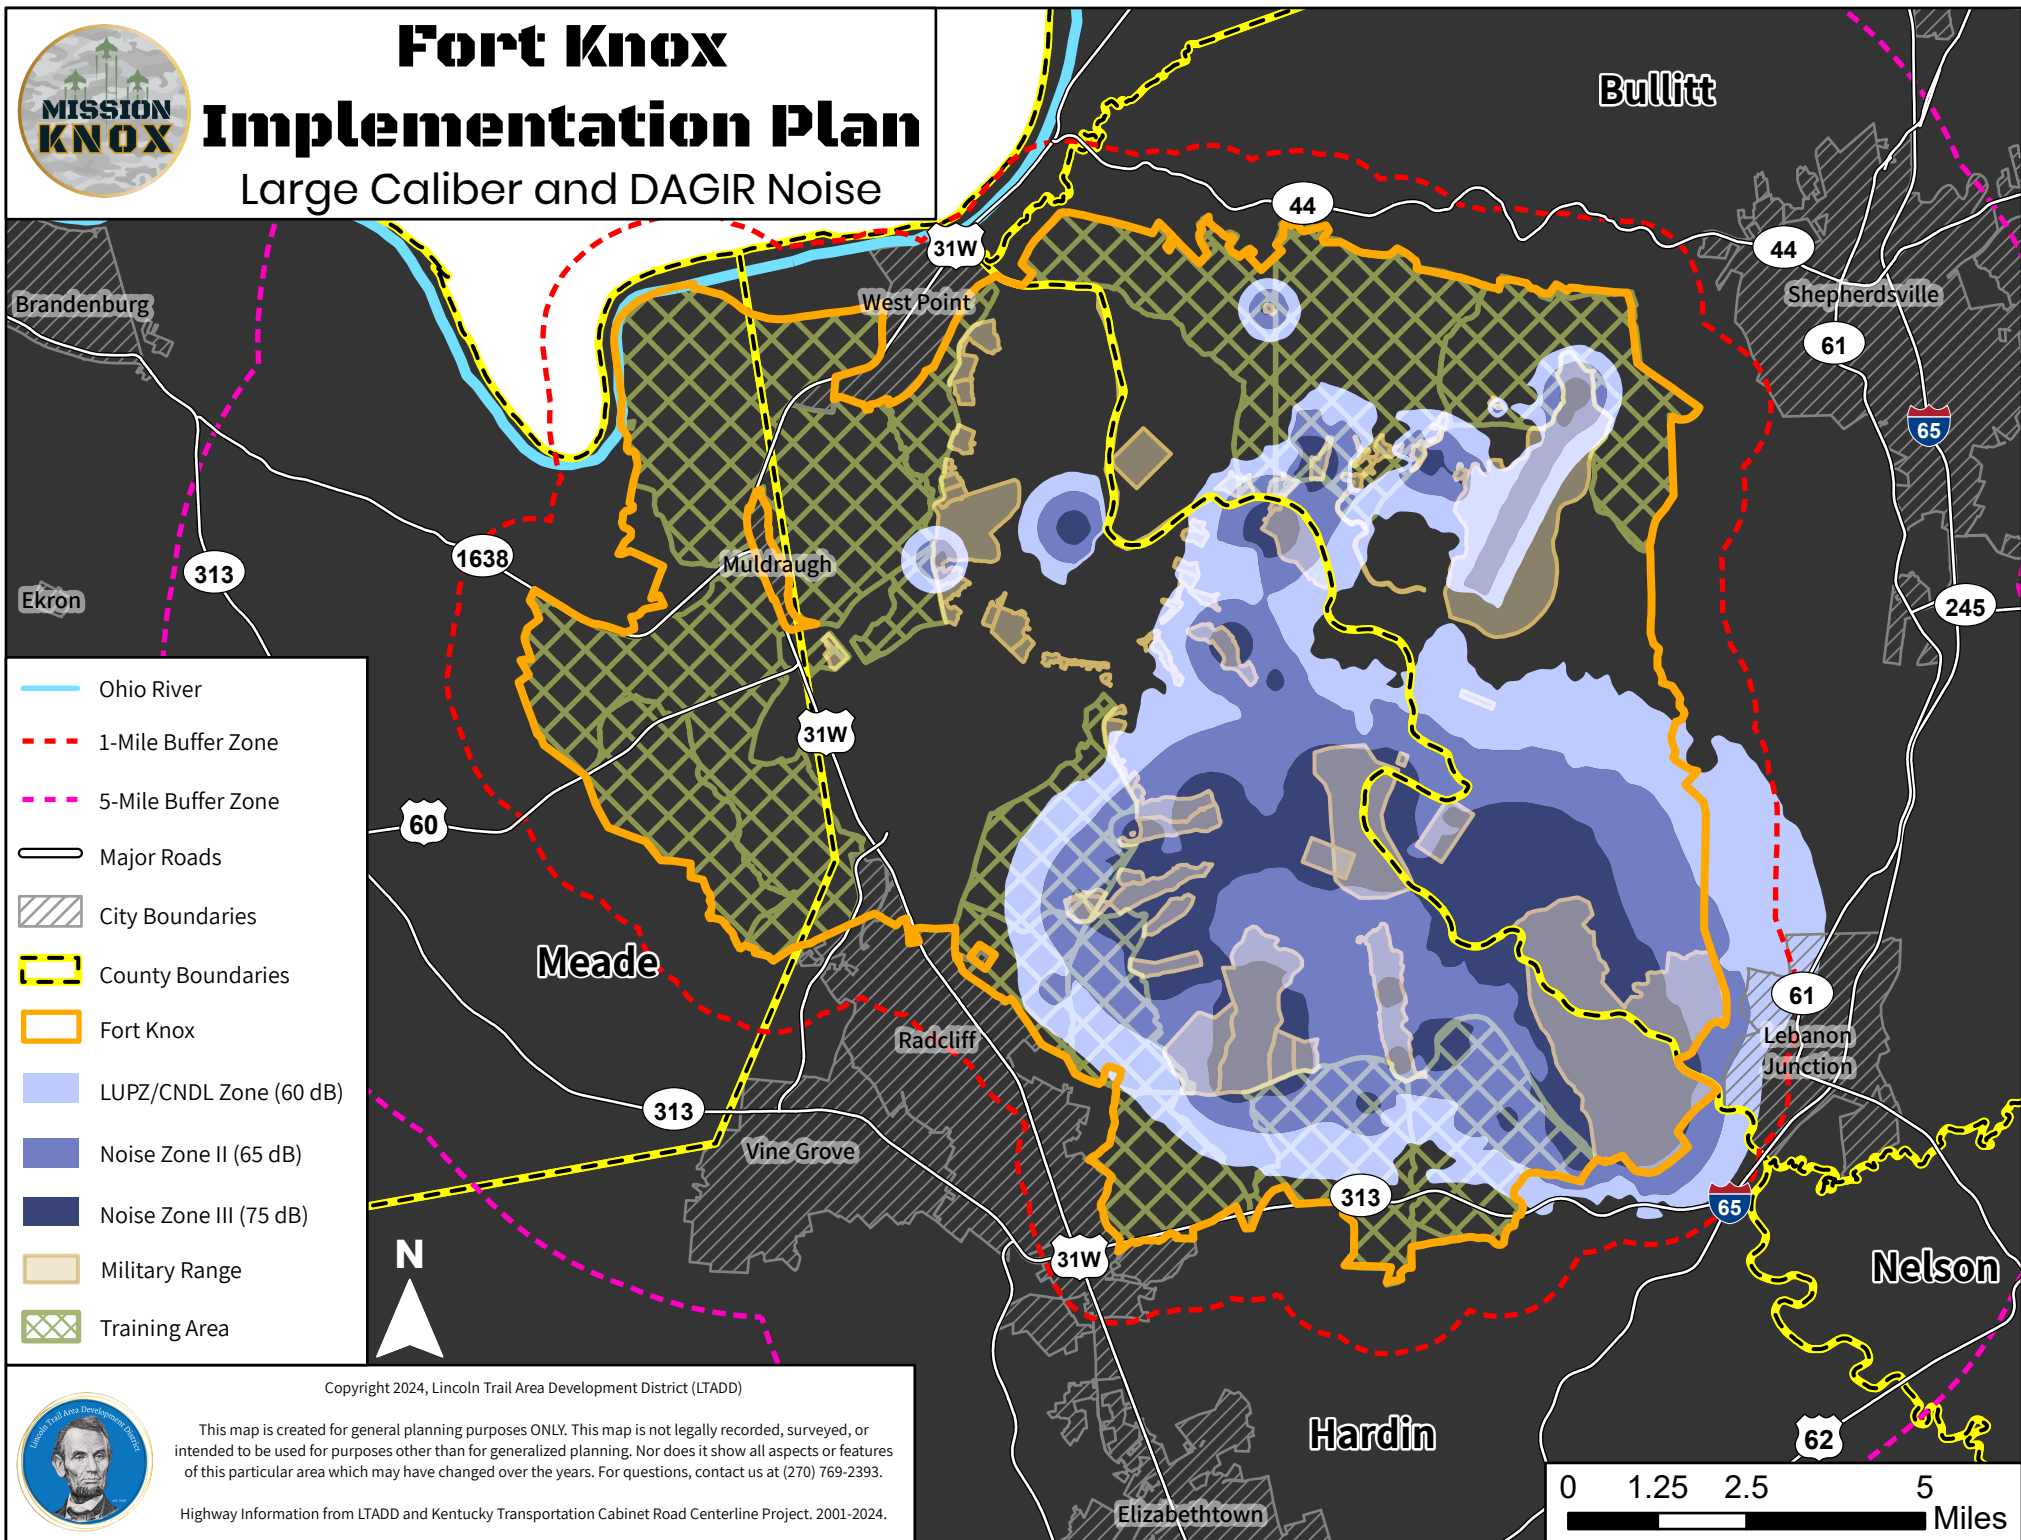 MISSION
KNOX
Fort Knox
Implementation Plan
Large Caliber and DAGIR Noise
Bullitt
44
44
31W
Brandenburg
West Point
Shepherdsville
61
65
1638
313
Muldraugh
Ekron
245
Ohio River
1-Mile Buffer Zone
5-Mile Buffer Zone
Major Roads
City Boundaries
County Boundaries
Fort Knox
LUPZ/CNDL Zone (60 dB)
Noise Zone II (65 dB)
Noise Zone III (75 dB)
Military Range
Training Area
31W
60
Meade
61
Radcliff
Lebanon
Junction
313
Vine Grove
313
65
N
31W
Nelson
Hardin
62
Elizabethtown
Lincoln Trail Area Development District
Copyright 2024, Lincoln Trail Area Development District (LTADD)
This map is created for general planning purposes ONLY. This map is not legally recorded, surveyed, or
intended to be used for purposes other than for generalized planning. Nor does it show all aspects or features
of this particular area which may have changed over the years. For questions, contact us at (270) 769-2393.
Highway Information from LTADD and Kentucky Transportation Cabinet Road Centerline Project. 2001-2024.
0 1.25 2.5 5
Miles